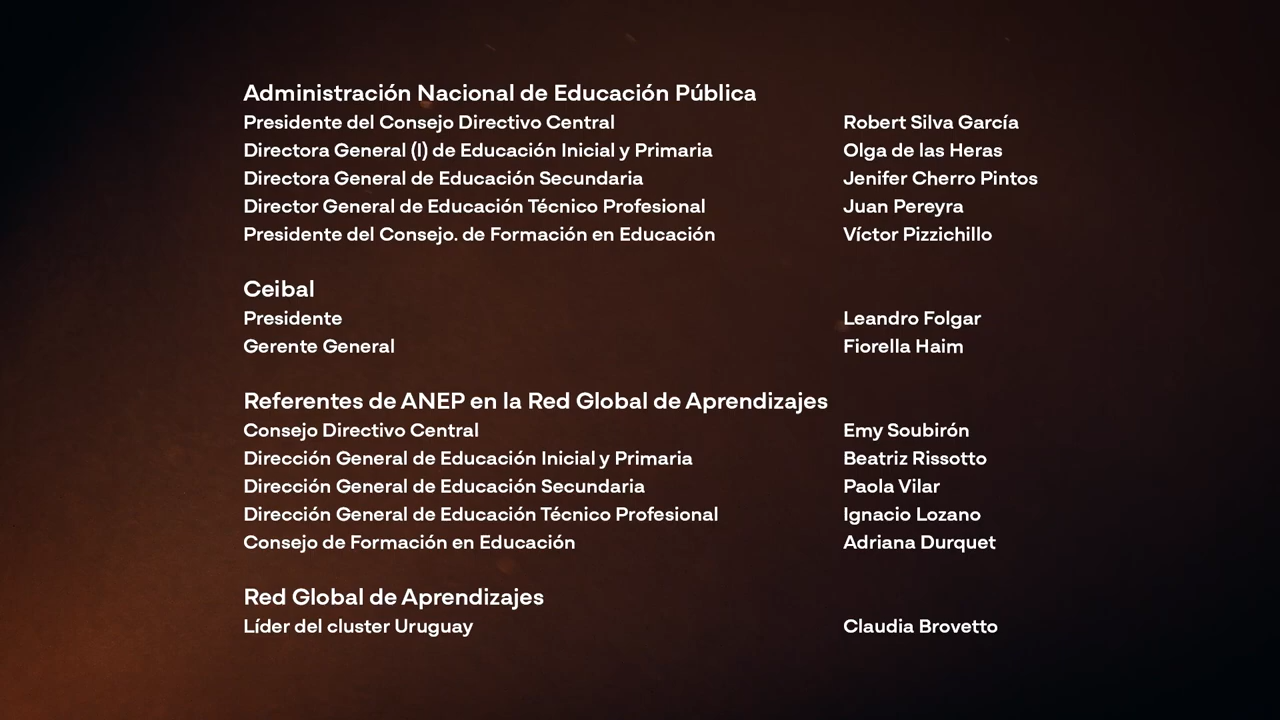 Administración Nacional de Educación Pública
Presidente del Consejo Directivo Central Robert Silva García
Directora General (I) de Educación Inicial y Primaria Olga de las Heras
Directora General de Educación Secundaria Jenifer Cherro Pintos
Director General de Educación Técnico Profesional Juan Pereyra
Presidente del Consejo. de Formación en Educación Víctor Pizzichillo
Ceibal
Presidente Leandro Folgar
Gerente General Fiorella Haim
Referentes de ANEP en la Red Global de Aprendizajes
Consejo Directivo Central Emy Soubirón
Dirección General de Educación Inicial y Primaria Beatriz Rissotto
Dirección General de Educación Secundaria Paola Vilar
Dirección General de Educación Técnico Profesional Ignacio Lozano
Consejo de Formación en Educación Adriana Durquet
Red Global de Aprendizajes
Líder del cluster Uruguay Claudia Brovetto